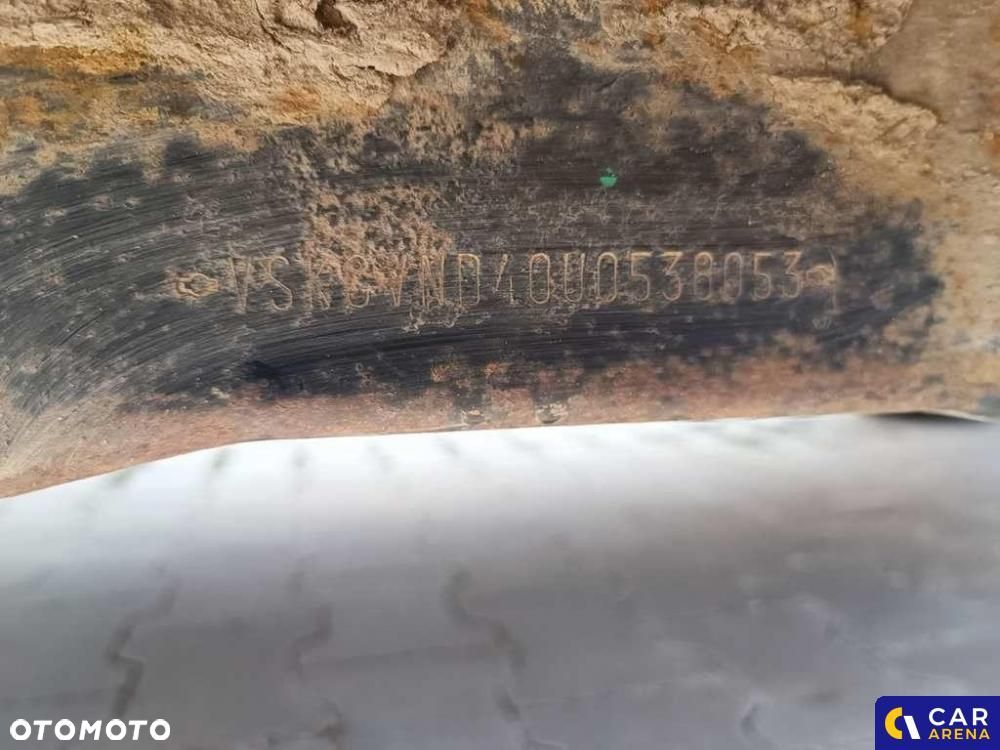 VSKCVND40U0538053
OTOMOTO
CAR
ARENA